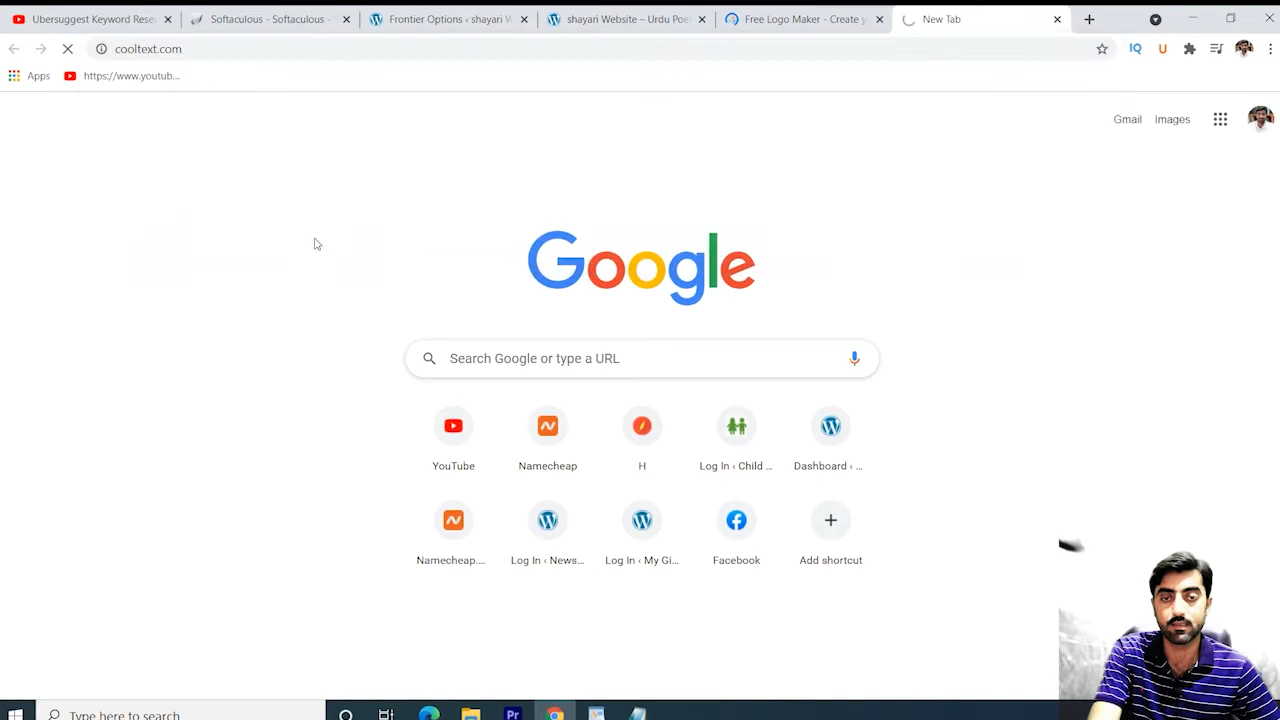 Ubersuggest Keyword Rese
Softaculous - Softaculous -
Frontier Options ‹ shayari W
shayari Website – Urdu Poe
Free Logo Maker - Create y
New Tab
cooltext.com
IQ
U
Apps
https://www.youtub...
Gmail
Images
Google
Search Google or type a URL
YouTube
Namecheap
H
Log In ‹ Child ...
Dashboard ‹ ...
Namecheap....
Log In ‹ News...
Log In ‹ My Gi...
Facebook
Add shortcut
Type here to search
Pr